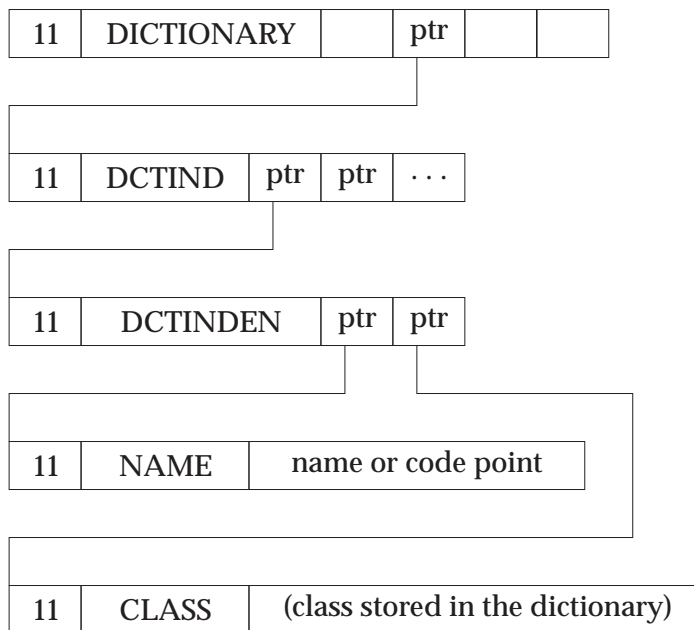 11 DICTIONARY ptr
11 DCTIND ptr ptr · · ·
11 DCTINDEN ptr ptr
11 NAME name or code point
11 CLASS (class stored in the dictionary)